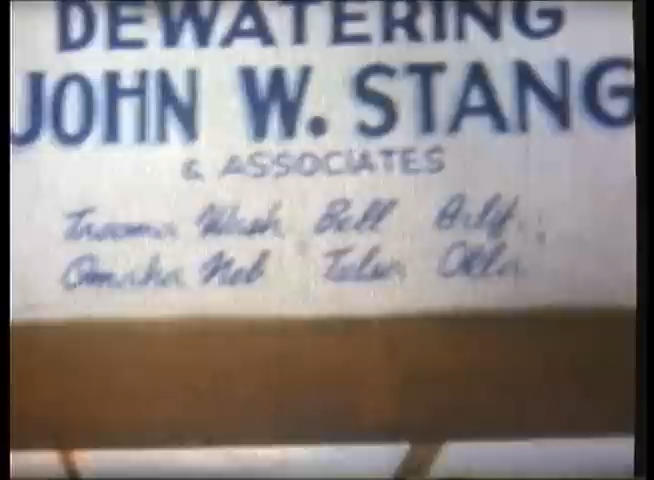 DEWATERING
JOHN W. STANG
& ASSOCIATES
Tacoma Wash Bell Calif.
Omaha Neb Tulsa Okla